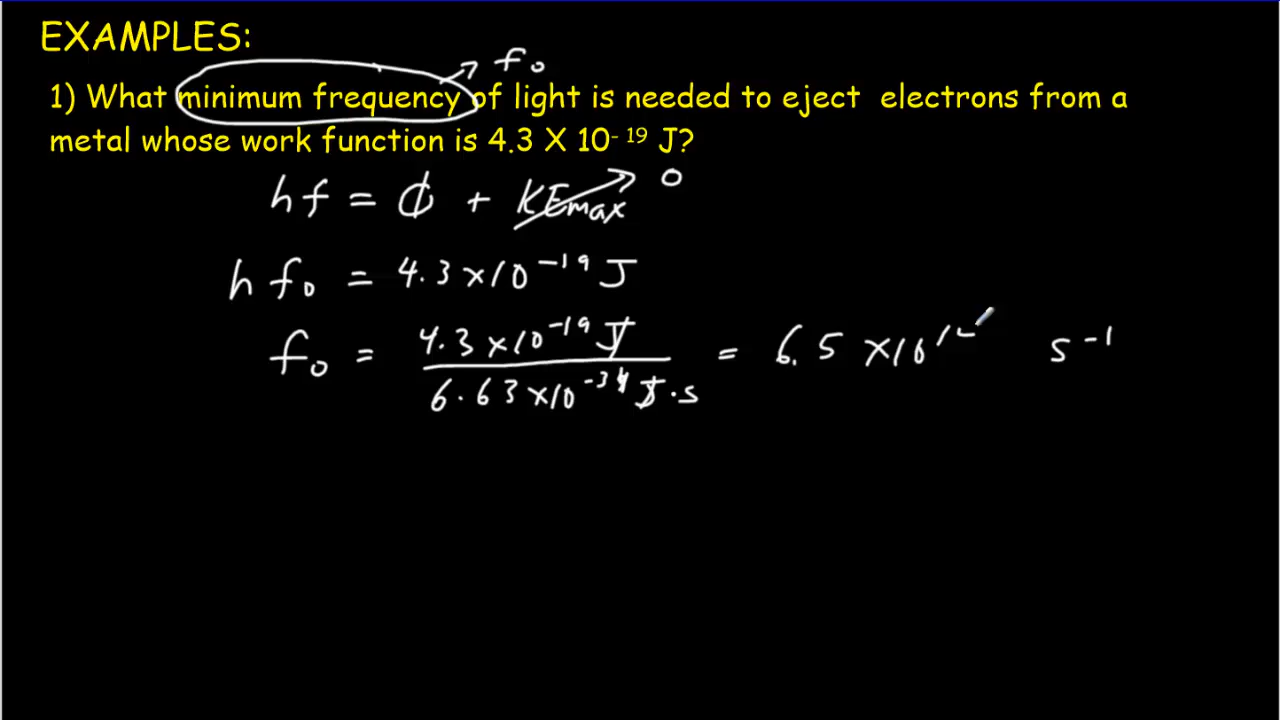 EXAMPLES:
f₀
1) What minimum frequency of light is needed to eject electrons from a
metal whose work function is 4.3 X 10⁻¹⁹ J?
hf = ϕ + KEmax 0
h f₀ = 4.3 × 10⁻¹⁹ J
f₀ = 4.3 × 10⁻¹⁹ J / 6.63 × 10⁻³⁴ J · s = 6.5 × 10¹ s⁻¹